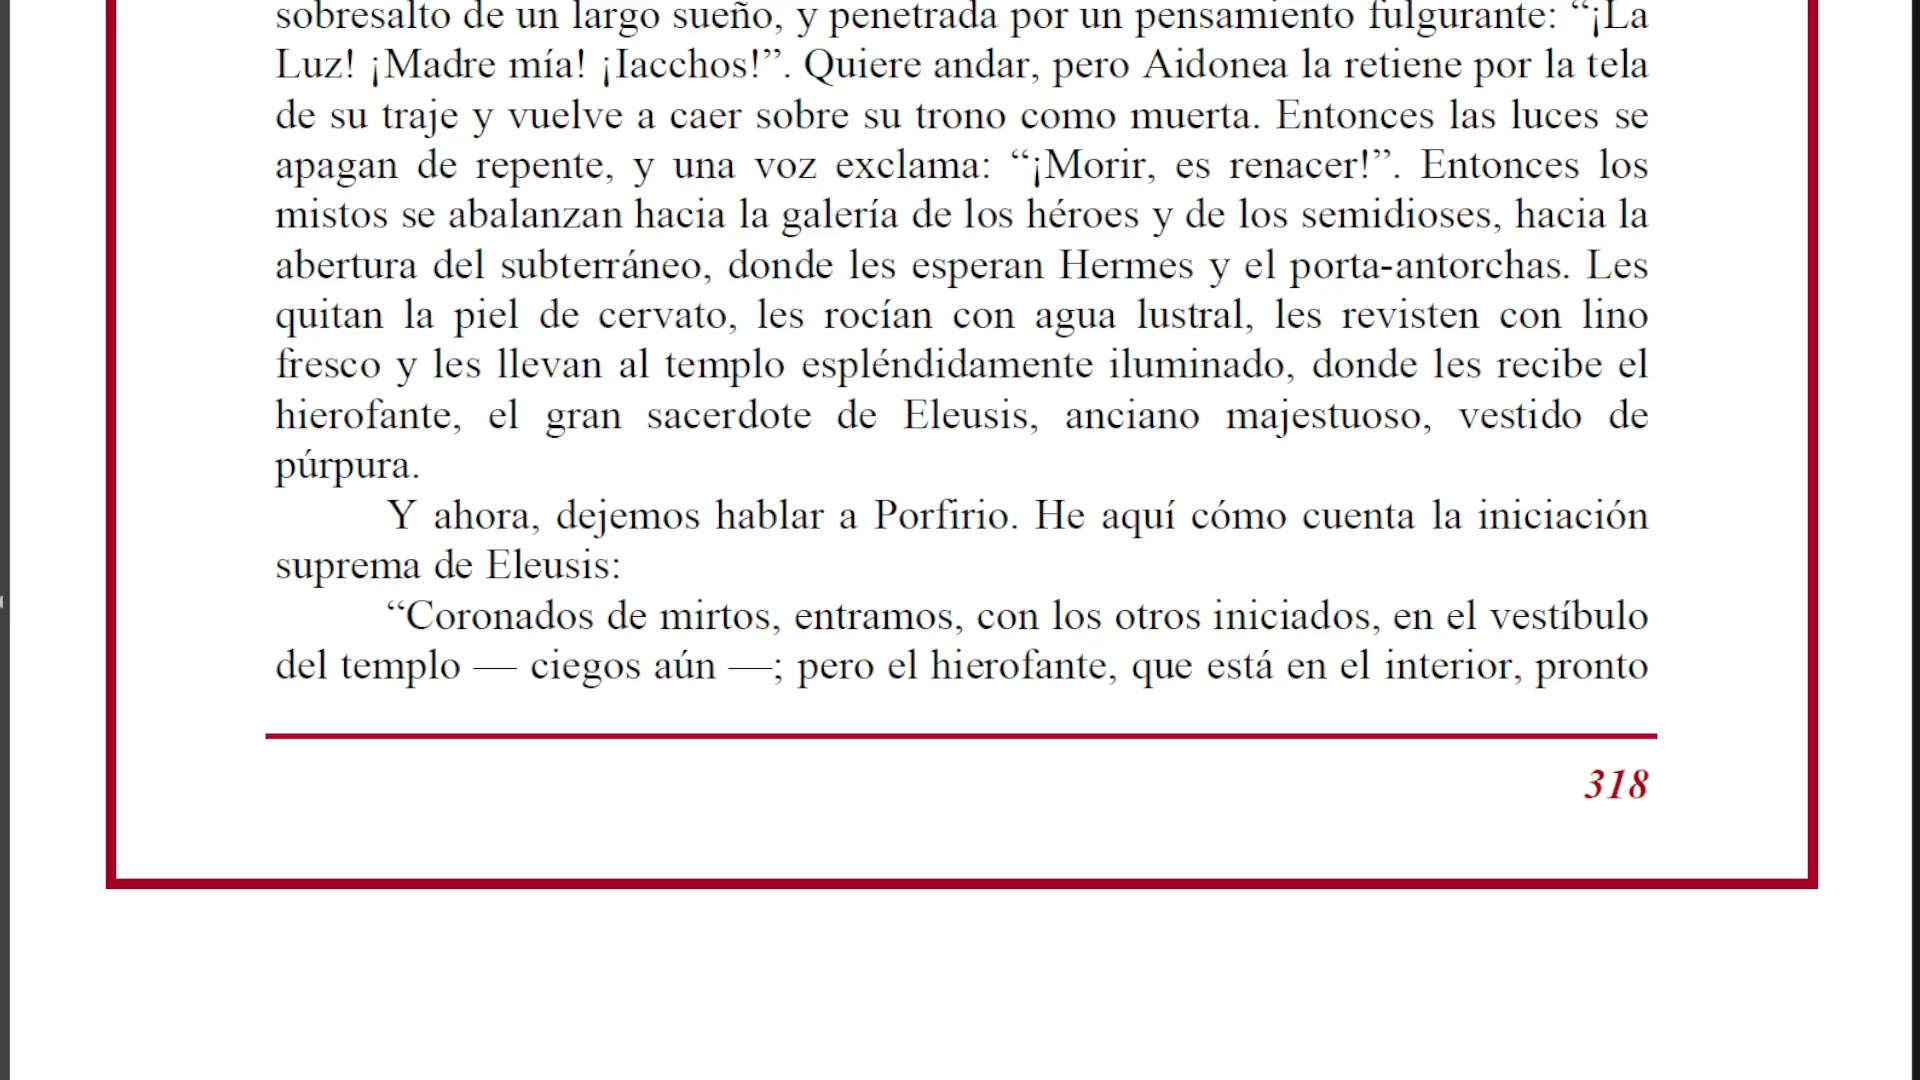 sobresalto de un largo sueño, y penetrada por un pensamiento fulgurante: “¡La
Luz! ¡Madre mía! ¡Iacchos!”. Quiere andar, pero Aidonea la retiene por la tela
de su traje y vuelve a caer sobre su trono como muerta. Entonces las luces se
apagan de repente, y una voz exclama: “¡Morir, es renacer!”. Entonces los
mistos se abalanzan hacia la galería de los héroes y de los semidioses, hacia la
abertura del subterráneo, donde les esperan Hermes y el porta-antorchas. Les
quitan la piel de cervato, les rocían con agua lustral, les revisten con lino
fresco y les llevan al templo espléndidamente iluminado, donde les recibe el
hierofante, el gran sacerdote de Eleusis, anciano majestuoso, vestido de
púrpura.
Y ahora, dejemos hablar a Porfirio. He aquí cómo cuenta la iniciación
suprema de Eleusis:
“Coronados de mirtos, entramos, con los otros iniciados, en el vestíbulo
del templo — ciegos aún —; pero el hierofante, que está en el interior, pronto
318